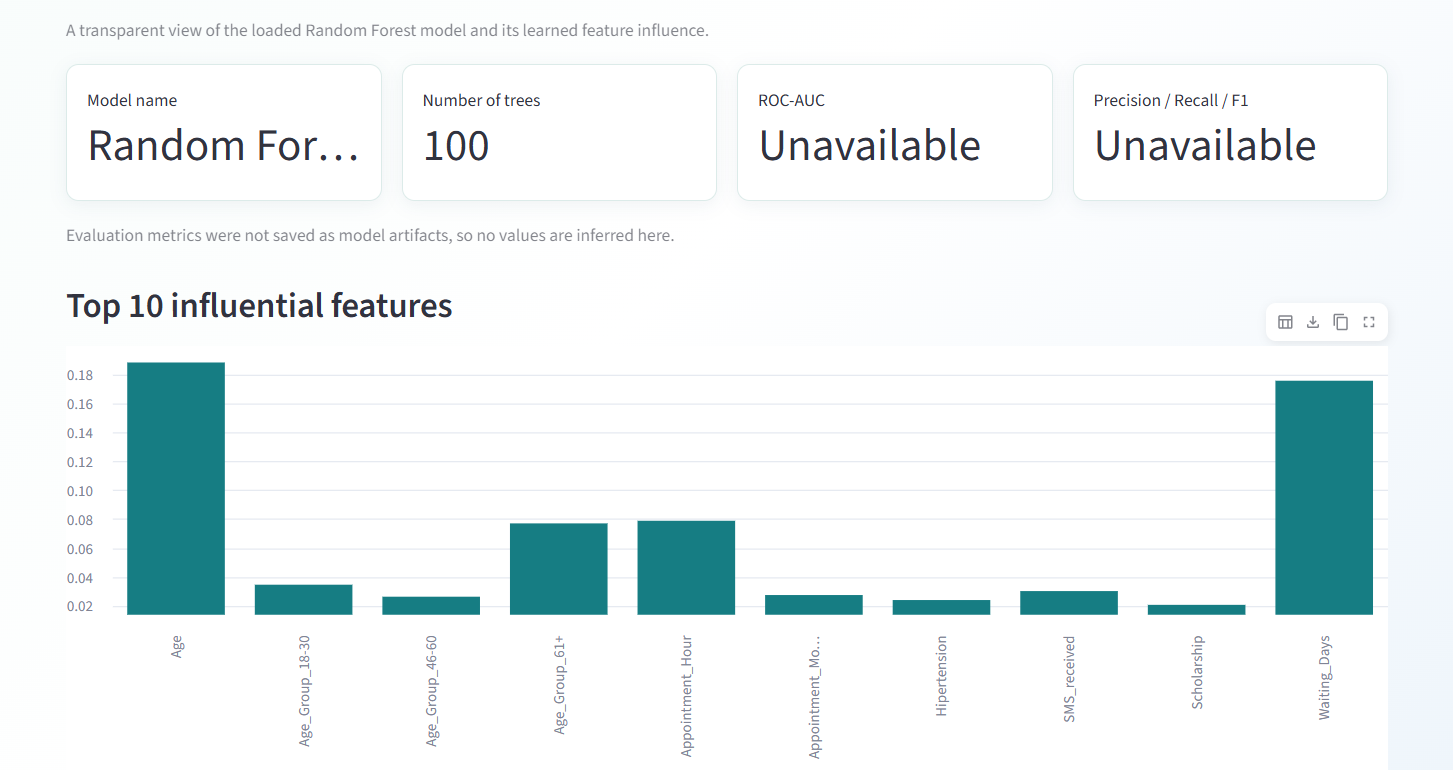 A transparent view of the loaded Random Forest model and its learned feature influence.
Model name
Random For...
Number of trees
100
ROC-AUC
Unavailable
Precision / Recall / F1
Unavailable
Evaluation metrics were not saved as model artifacts, so no values are inferred here.
Top 10 influential features
0.18
0.16
0.14
0.12
0.10
0.08
0.06
0.04
0.02
Age
Age_Group_18-30
Age_Group_46-60
Age_Group_61+
Appointment_Hour
Appointment_Mo...
Hipertension
SMS_received
Scholarship
Waiting_Days